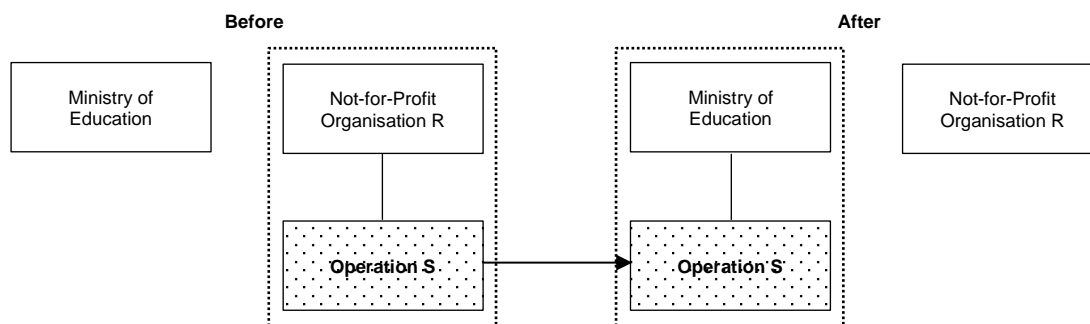 Before
After
Ministry of
Education
Not-for-Profit
Organisation R
Ministry of
Education
Not-for-Profit
Organisation R
Operation S
Operation S